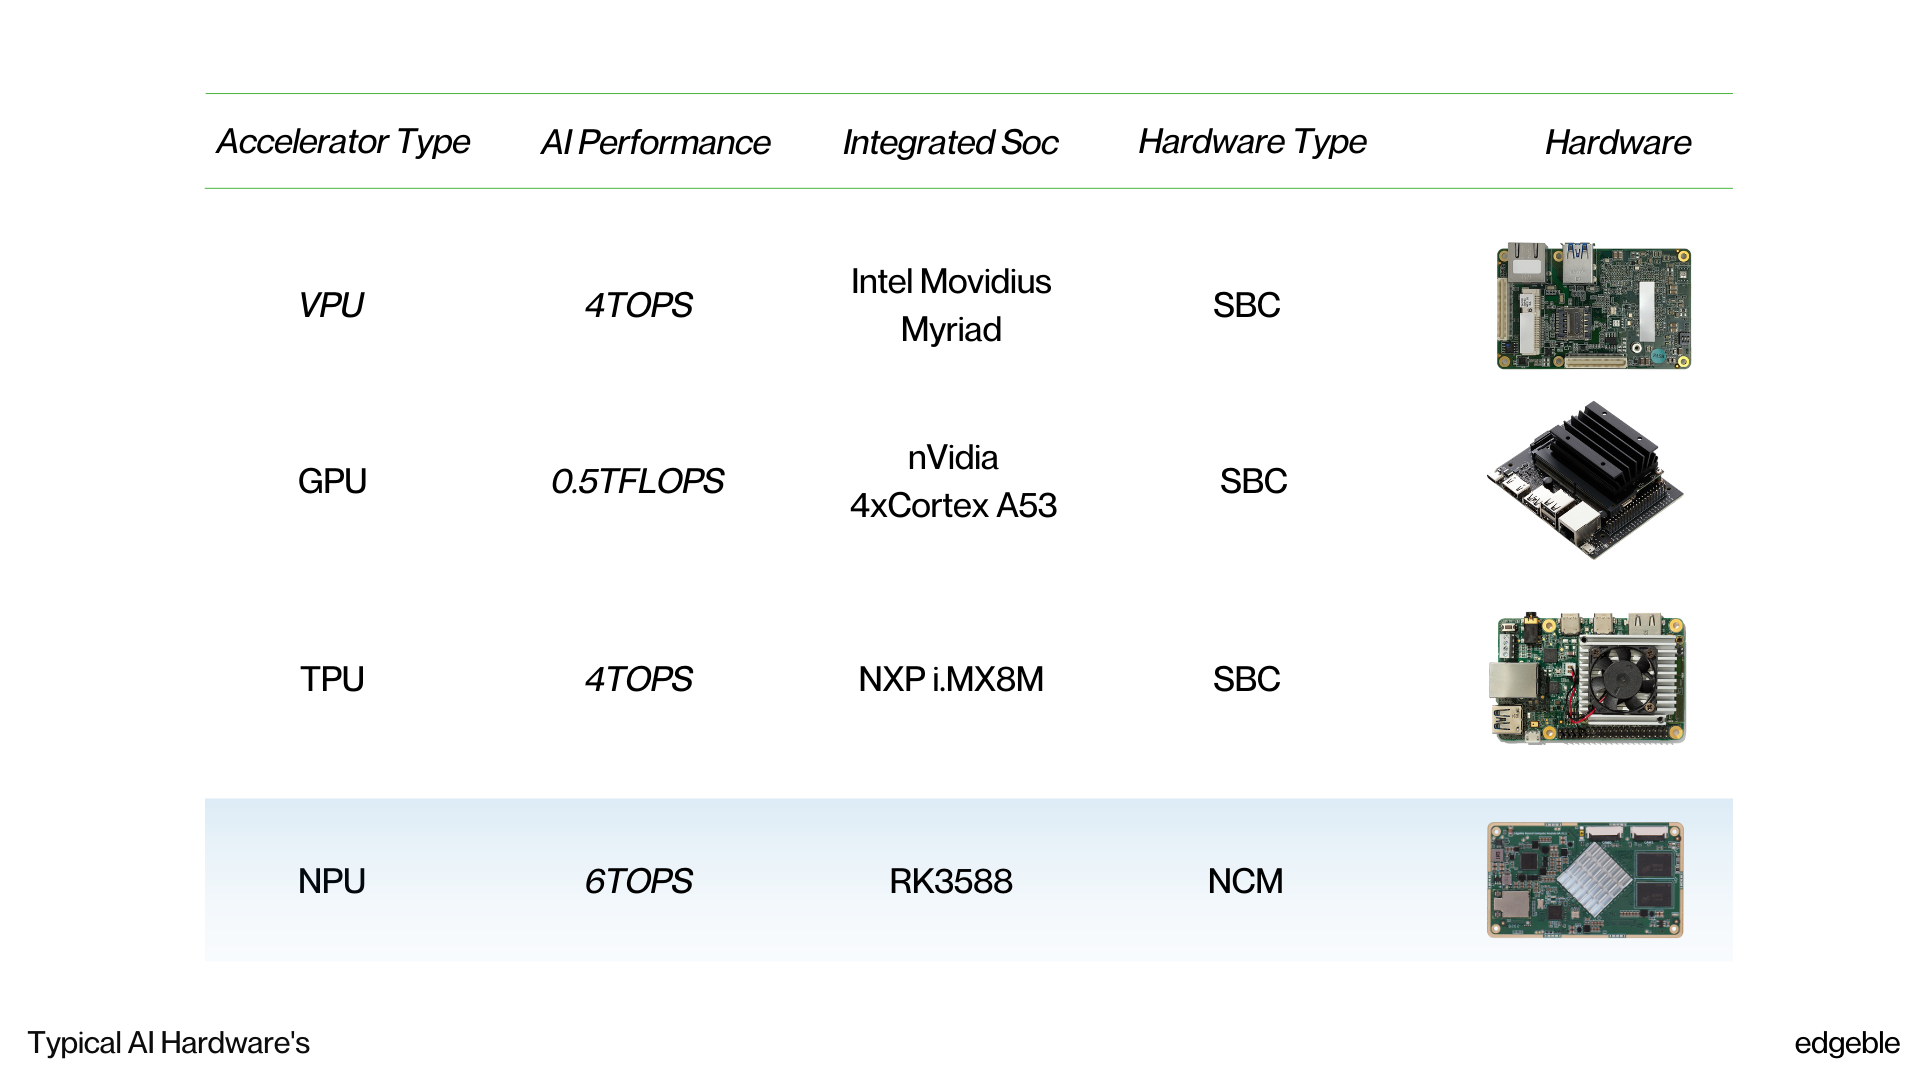 Accelerator Type AI Performance Integrated Soc Hardware Type Hardware
VPU 4TOPS Intel Movidius Myriad SBC
GPU 0.5TFLOPS nVidia 4xCortex A53 SBC
TPU 4TOPS NXP i.MX8M SBC
NPU 6TOPS RK3588 NCM
Typical AI Hardware's
edgeble